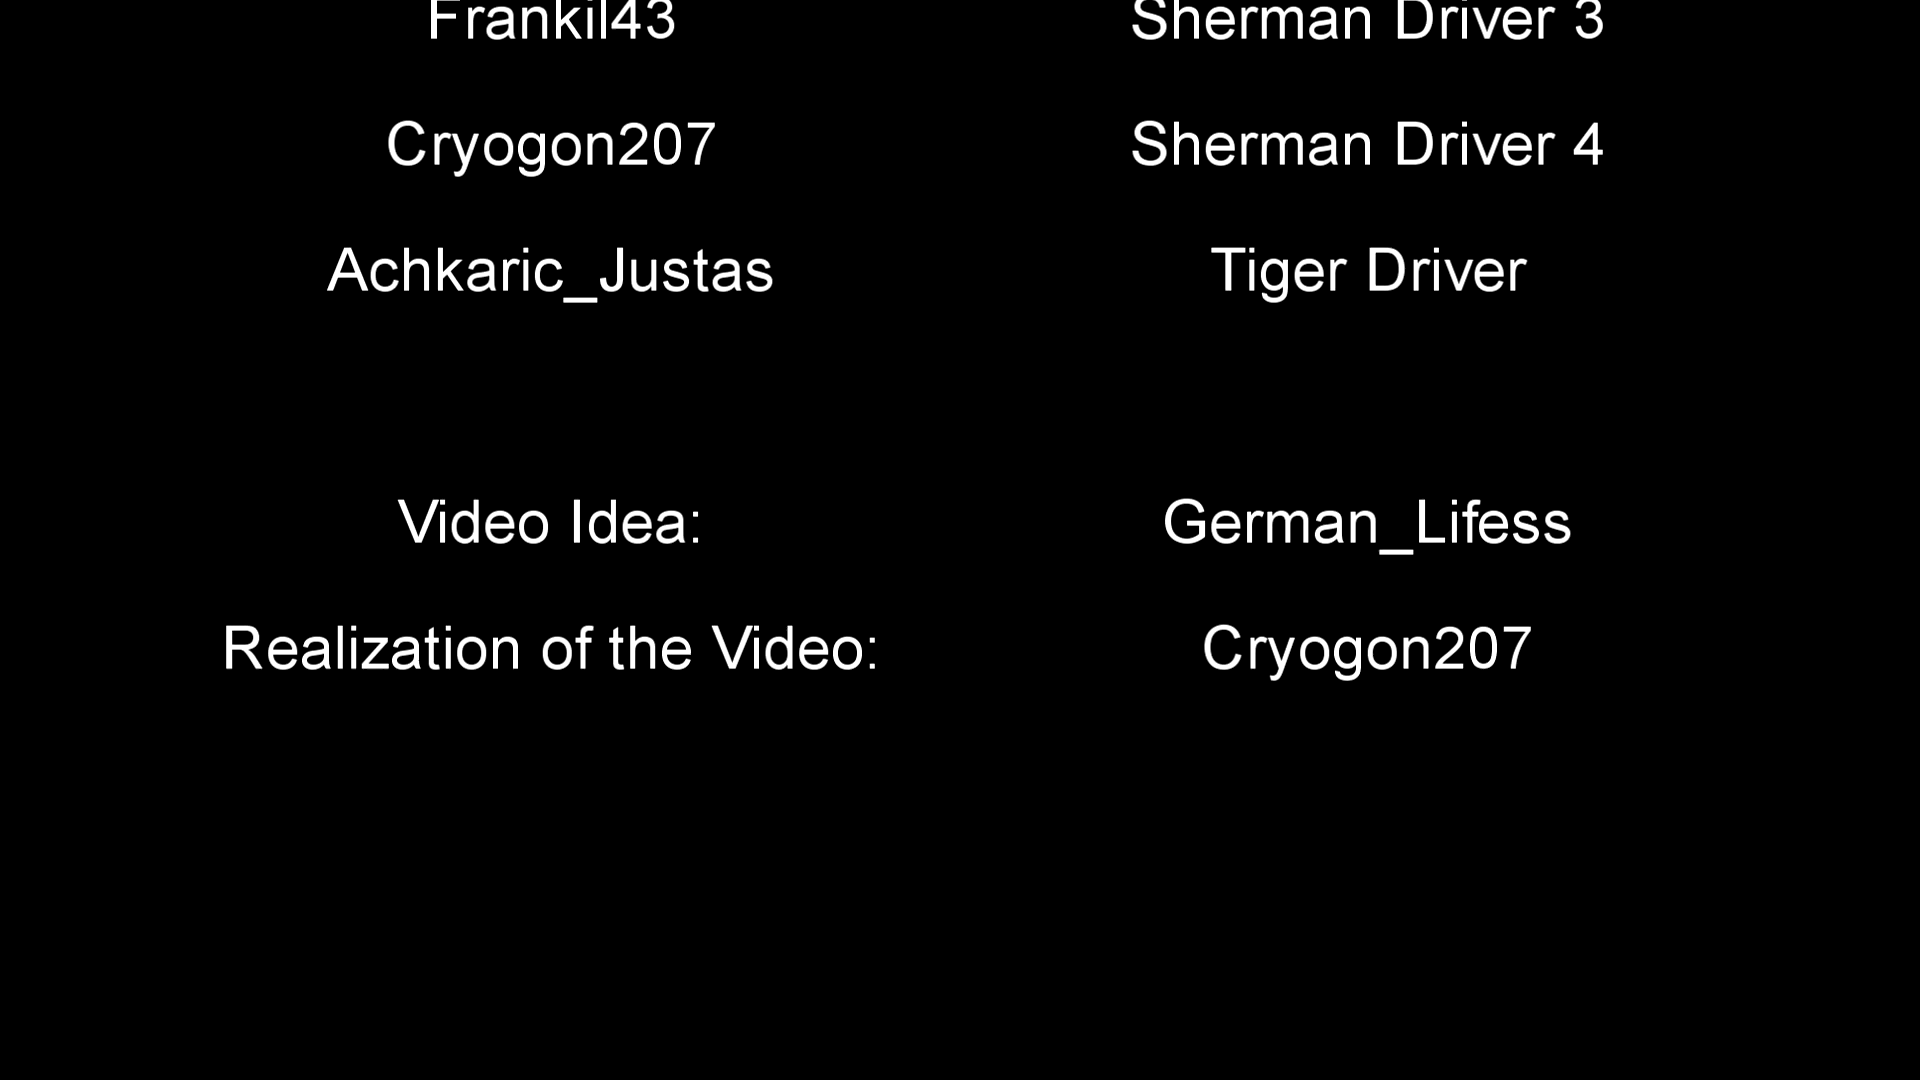 Frankil43 Sherman Driver 3
Cryogon207 Sherman Driver 4
Achkaric_Justas Tiger Driver
Video Idea: German_Lifess
Realization of the Video: Cryogon207